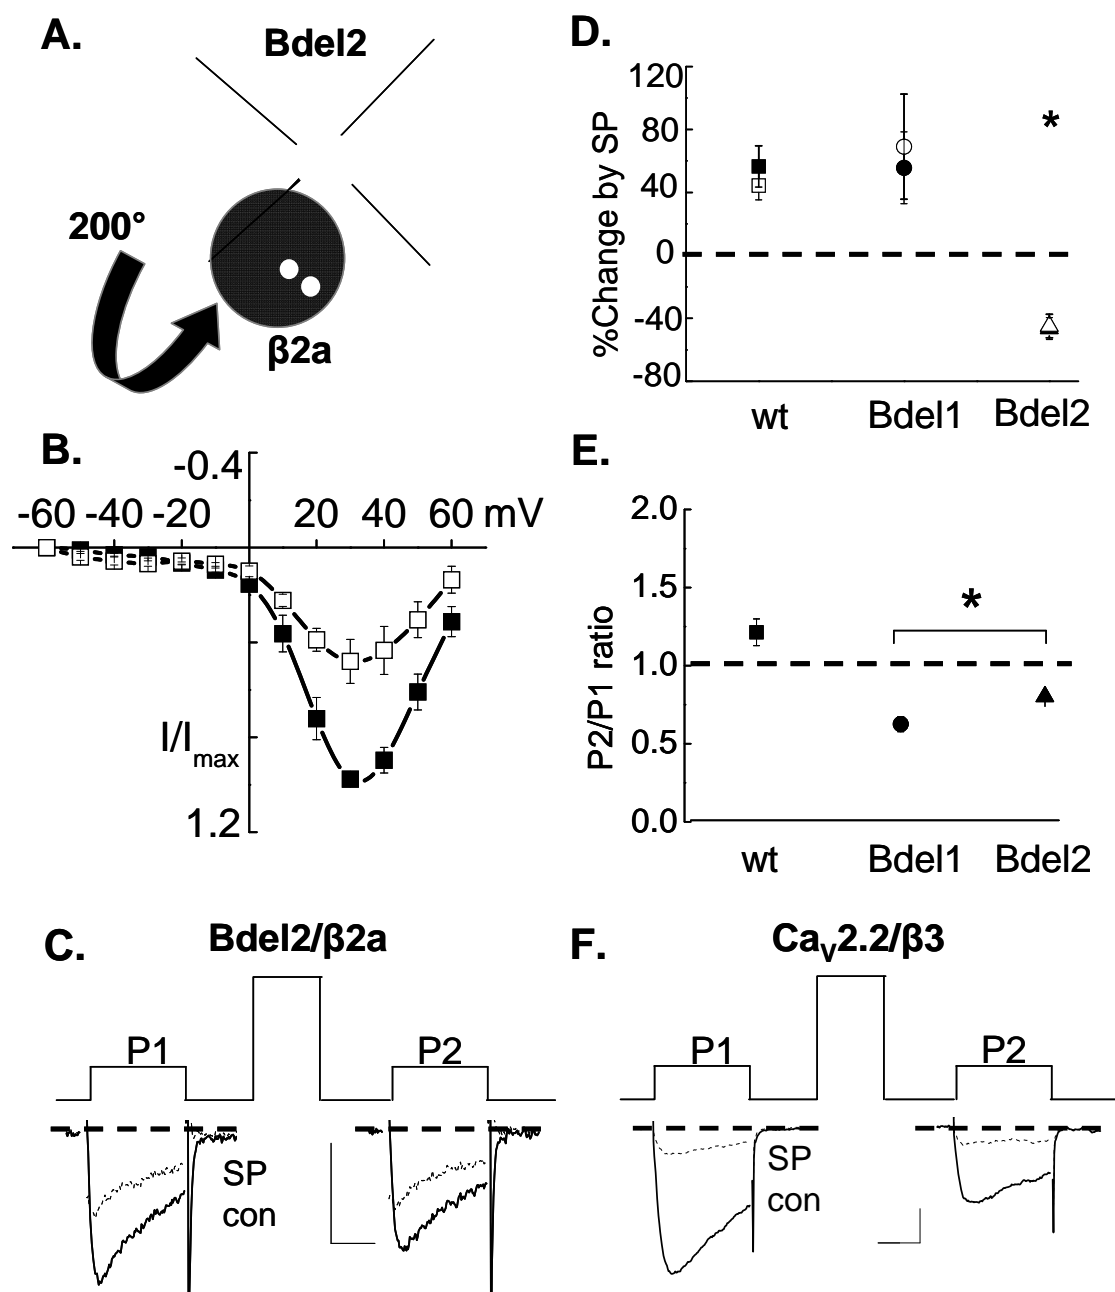 A.
Bdel2
200°
β2a
B.
-0.4
-60 -40 -20 20 40 60 mV
I/Imax
1.2
C.
Bdel2/β2a
P1
P2
SP
con
D.
120
80
40
0
-40
-80
%Change by SP
*
wt Bdel1 Bdel2
E.
2.0
1.5
1.0
0.5
0.0
P2/P1 ratio
*
wt Bdel1 Bdel2
F.
CaV2.2/β3
P1
P2
SP
con